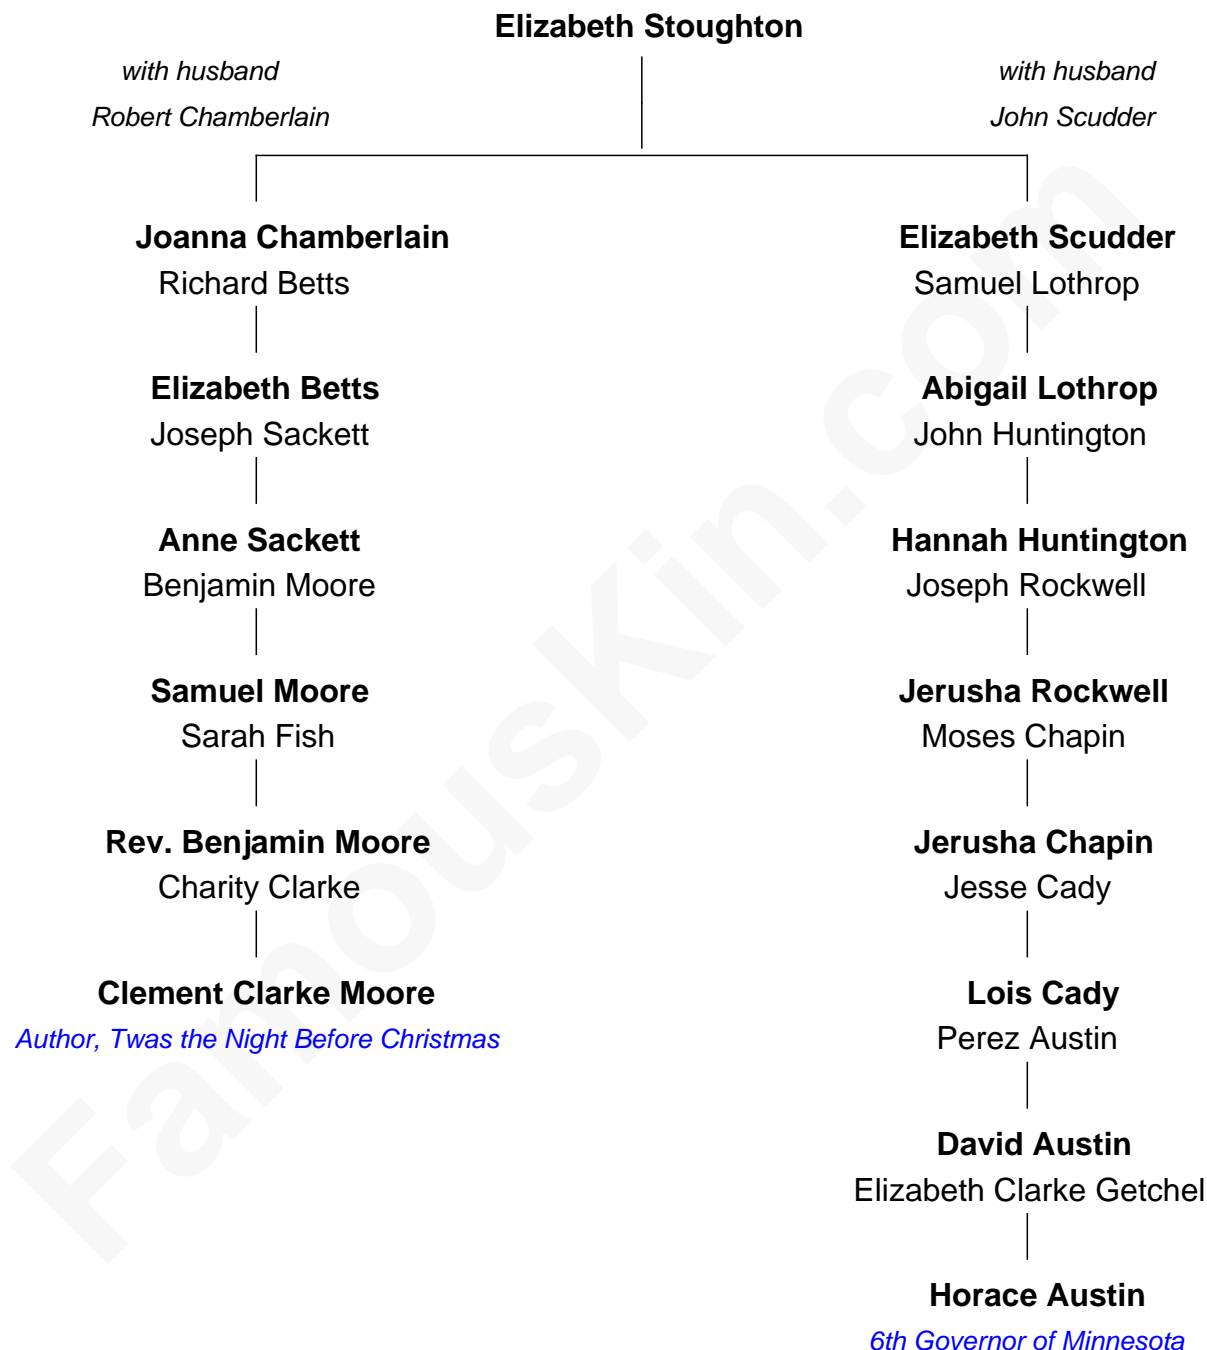 Elizabeth Stoughton
with husband
Robert Chamberlain
with husband
John Scudder
Joanna Chamberlain
Richard Betts
Elizabeth Betts
Joseph Sackett
Anne Sackett
Benjamin Moore
Samuel Moore
Sarah Fish
Rev. Benjamin Moore
Charity Clarke
Clement Clarke Moore
Author, Twas the Night Before Christmas
Elizabeth Scudder
Samuel Lothrop
Abigail Lothrop
John Huntington
Hannah Huntington
Joseph Rockwell
Jerusha Rockwell
Moses Chapin
Jerusha Chapin
Jesse Cady
Lois Cady
Perez Austin
David Austin
Elizabeth Clarke Getchel
Horace Austin
6th Governor of Minnesota
FamousKin.com